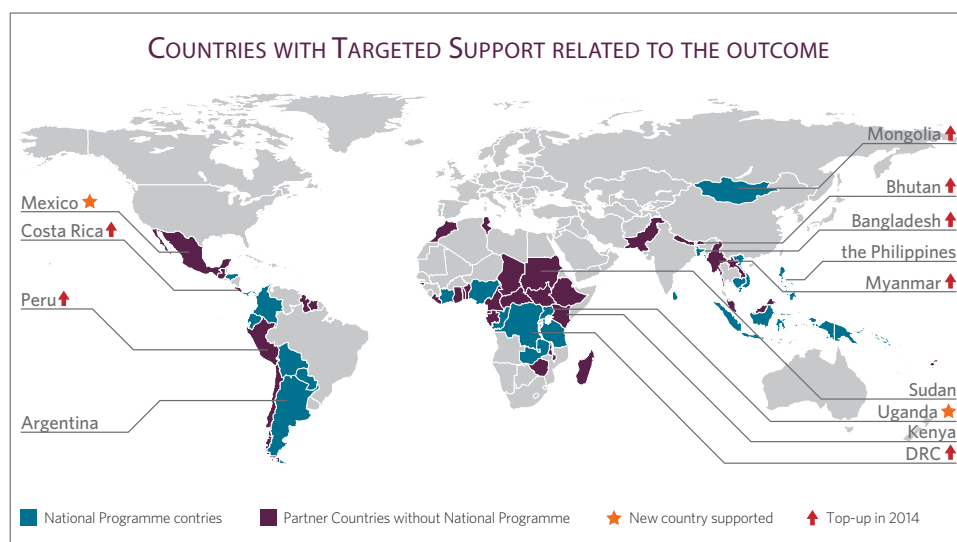 Countries with Targeted Support related to the outcome
Mongolia
Bhutan
Mexico
Bangladesh
Costa Rica
the Philippines
Myanmar
Peru
Sudan
Uganda
Argentina
Kenya
DRC
National Programme contries
Partner Countries without National Programme
New country supported
Top-up in 2014